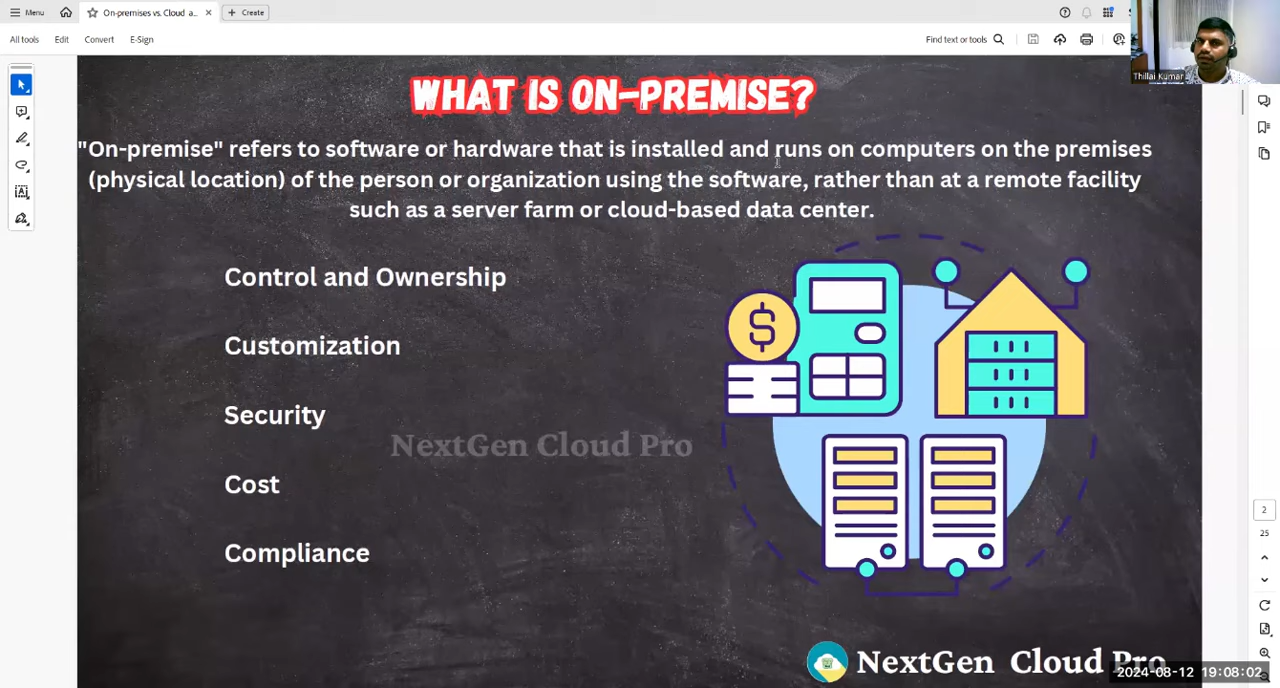 Menu
On-premises vs. Cloud a...
Create
All tools
Edit
Convert
E-Sign
Find text or tools
Thillai Kumar
WHAT IS ON-PREMISE?
"On-premise" refers to software or hardware that is installed and runs on computers on the premises
(physical location) of the person or organization using the software, rather than at a remote facility
such as a server farm or cloud-based data center.
Control and Ownership
Customization
Security
NextGen Cloud Pro
Cost
Compliance
$
2
25
NextGen Cloud Pro
2024-08-12 19:08:02